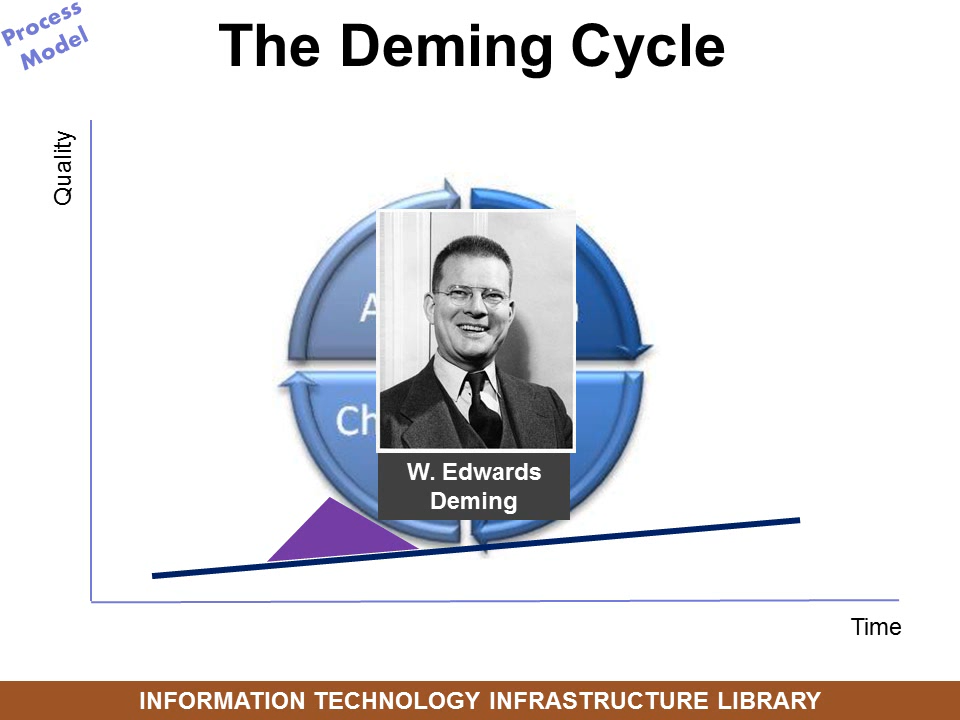 Process
Model
The Deming Cycle
Quality
W. Edwards
Deming
Time
INFORMATION TECHNOLOGY INFRASTRUCTURE LIBRARY